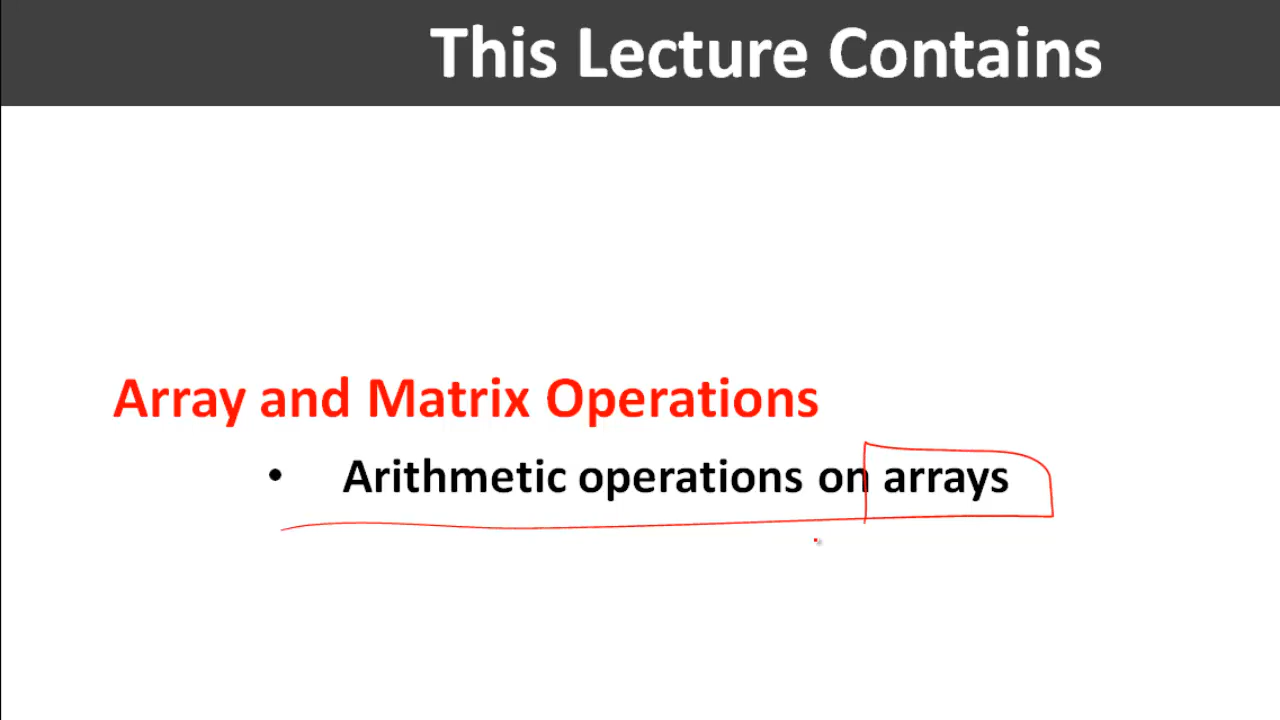 This Lecture Contains
Array and Matrix Operations
• Arithmetic operations on arrays